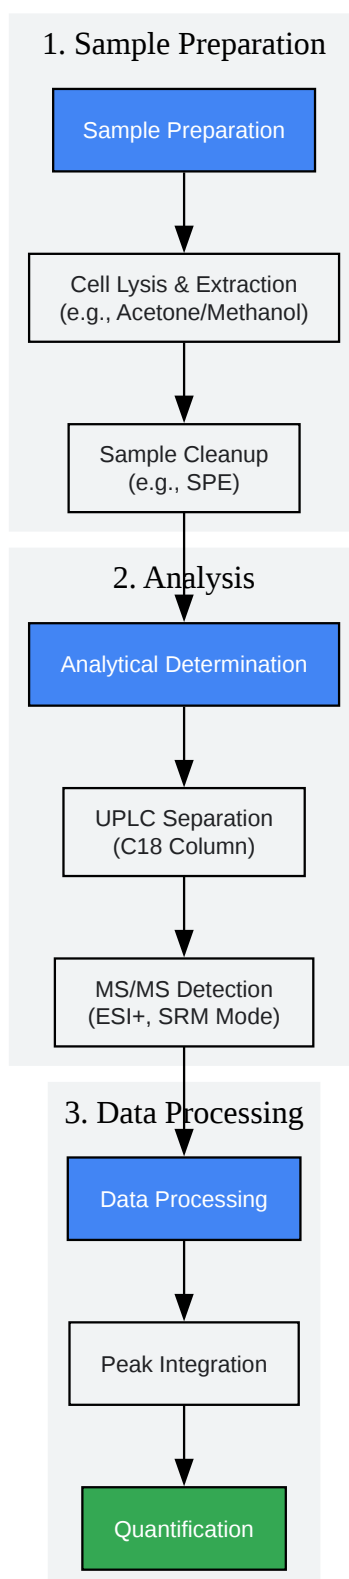 1. Sample Preparation
Sample Preparation
Cell Lysis & Extraction
(e.g., Acetone/Methanol)
Sample Cleanup
(e.g., SPE)
2. Analysis
Analytical Determination
UPLC Separation
(C18 Column)
MS/MS Detection
(ESI+, SRM Mode)
3. Data Processing
Data Processing
Peak Integration
Quantification